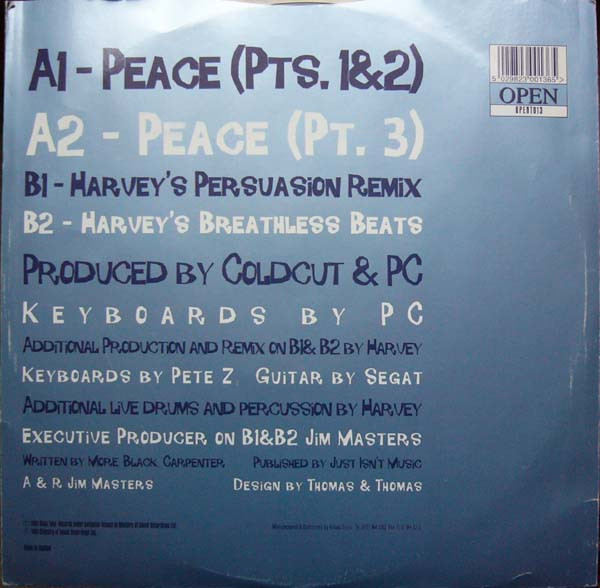 A1 - Peace (Pts. 1&2)
A2 - Peace (Pt. 3)
B1 - Harvey's Persuasion Remix
B2 - Harvey's Breathless Beats
Produced by Coldcut & PC
Keyboards by PC
Additional Production and Remix on B1& B2 by Harvey
Keyboards by Pete Z Guitar by Segat
Additional live drums and percussion by Harvey
Executive Producer on B1&B2 Jim Masters
Written by More Black Carpenter Published by Just Isn't Music
A & R Jim Masters Design by Thomas & Thomas
5 029823 001365 >
OPEN
OPENT013